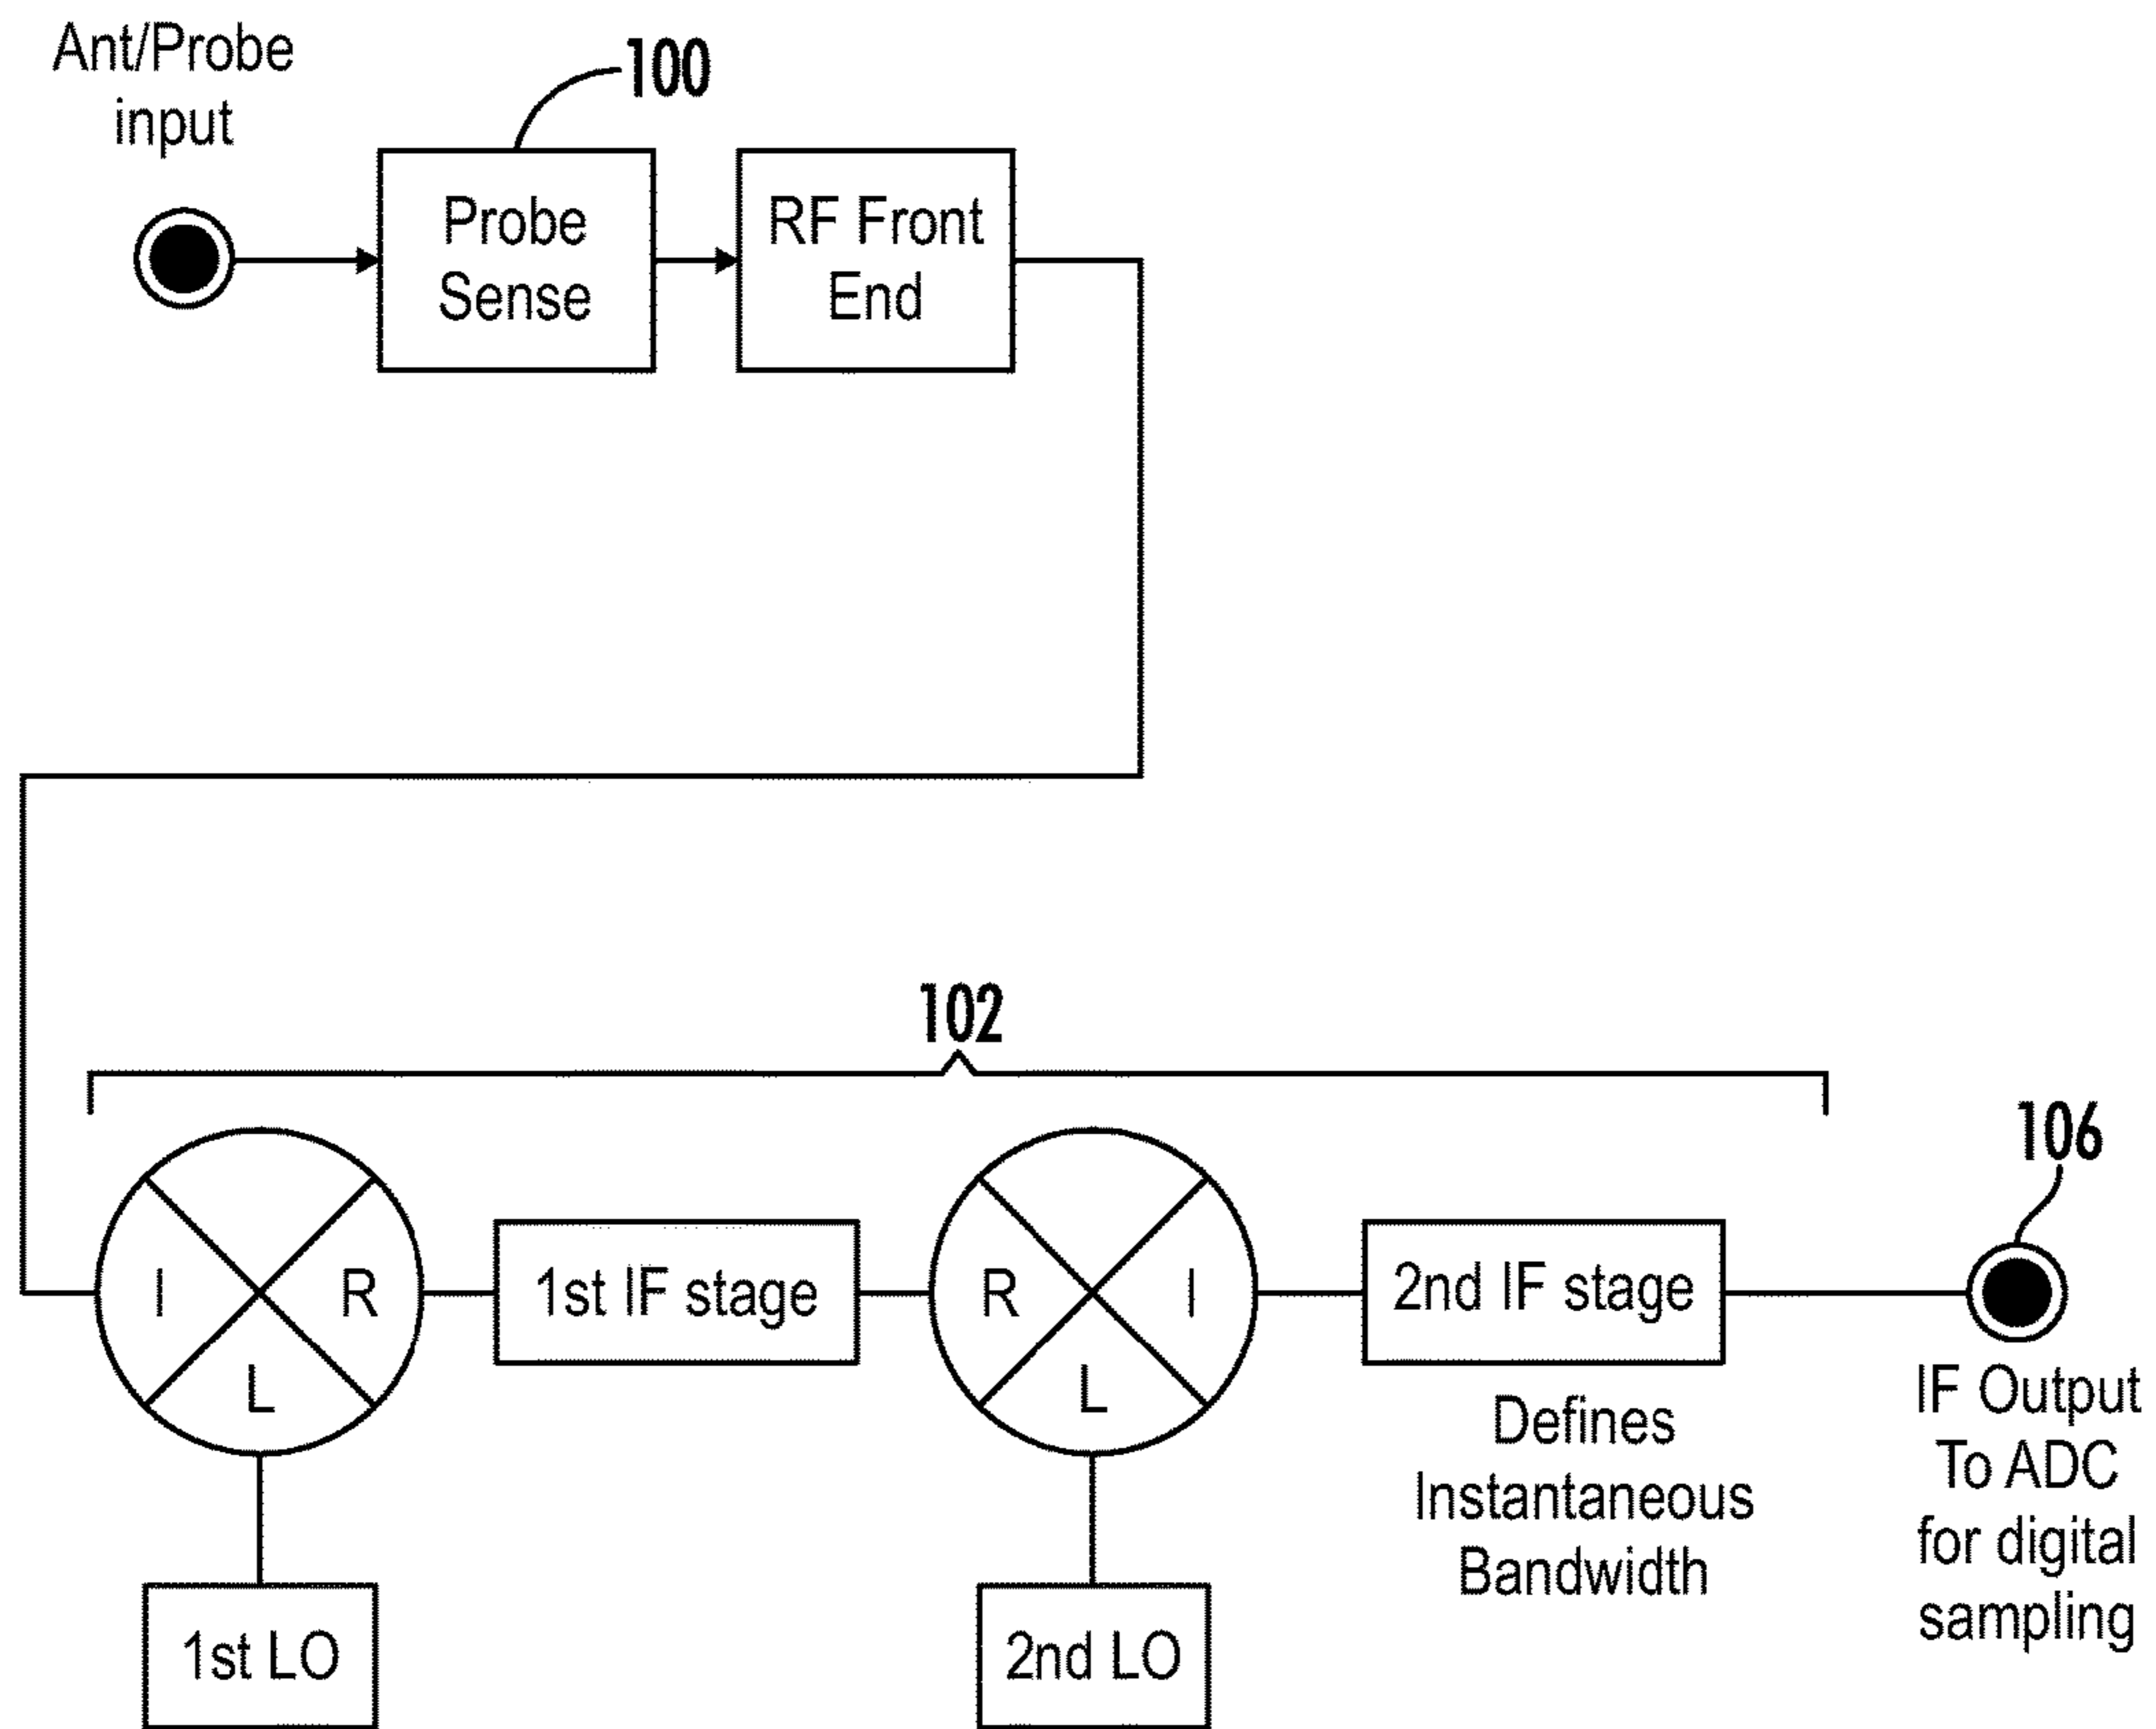 Ant/Probe
input
100
Probe
Sense
RF Front
End
102
106
I
R
L
1st IF stage
R
I
L
2nd IF stage
Defines
Instantaneous
Bandwidth
IF Output
To ADC
for digital
sampling
1st LO
2nd LO